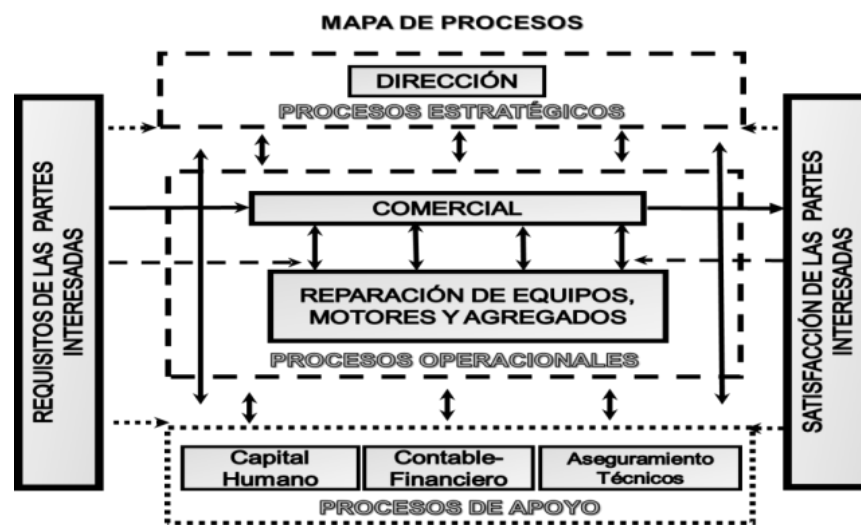 MAPA DE PROCESOS
DIRECCIÓN
PROCESOS ESTRATÉGICOS
REQUISITOS DE LAS PARTES
INTERESADAS
COMERCIAL
REPARACIÓN DE EQUIPOS,
MOTORES Y AGREGADOS
PROCESOS OPERACIONALES
SATISFACCIÓN DE LAS PARTES
INTERESADAS
Capital
Humano
Contable-
Financiero
Aseguramiento
Técnicos
PROCESOS DE APOYO